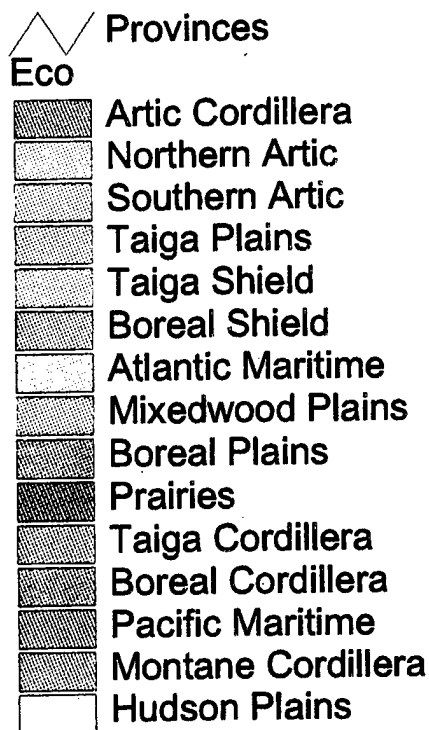 Provinces
Eco
Artic Cordillera
Northern Artic
Southern Artic
Taiga Plains
Taiga Shield
Boreal Shield
Atlantic Maritime
Mixedwood Plains
Boreal Plains
Prairies
Taiga Cordillera
Boreal Cordillera
Pacific Maritime
Montane Cordillera
Hudson Plains